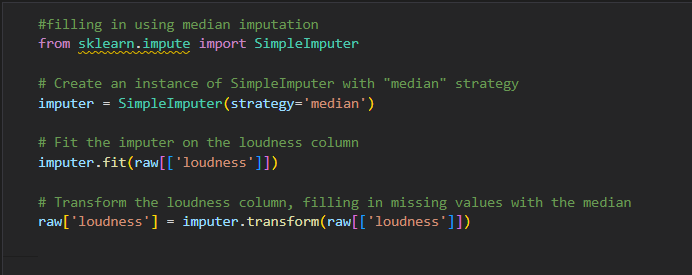 #filling in using median imputation
from sklearn.impute import SimpleImputer
# Create an instance of SimpleImputer with "median" strategy
imputer = SimpleImputer(strategy='median')
# Fit the imputer on the loudness column
imputer.fit(raw[['loudness']])
# Transform the loudness column, filling in missing values with the median
raw['loudness'] = imputer.transform(raw[['loudness']])